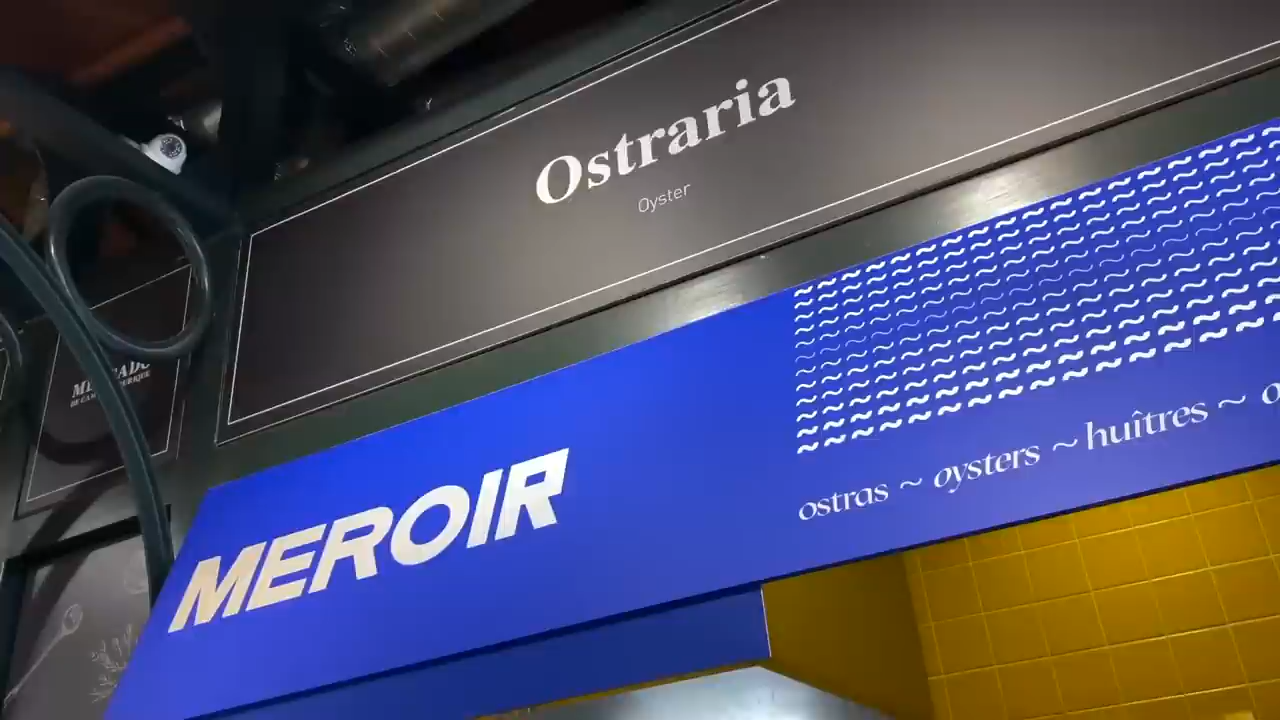 Ostraria
Oyster
MEROIR
ostras ~ oysters ~ huîtres ~